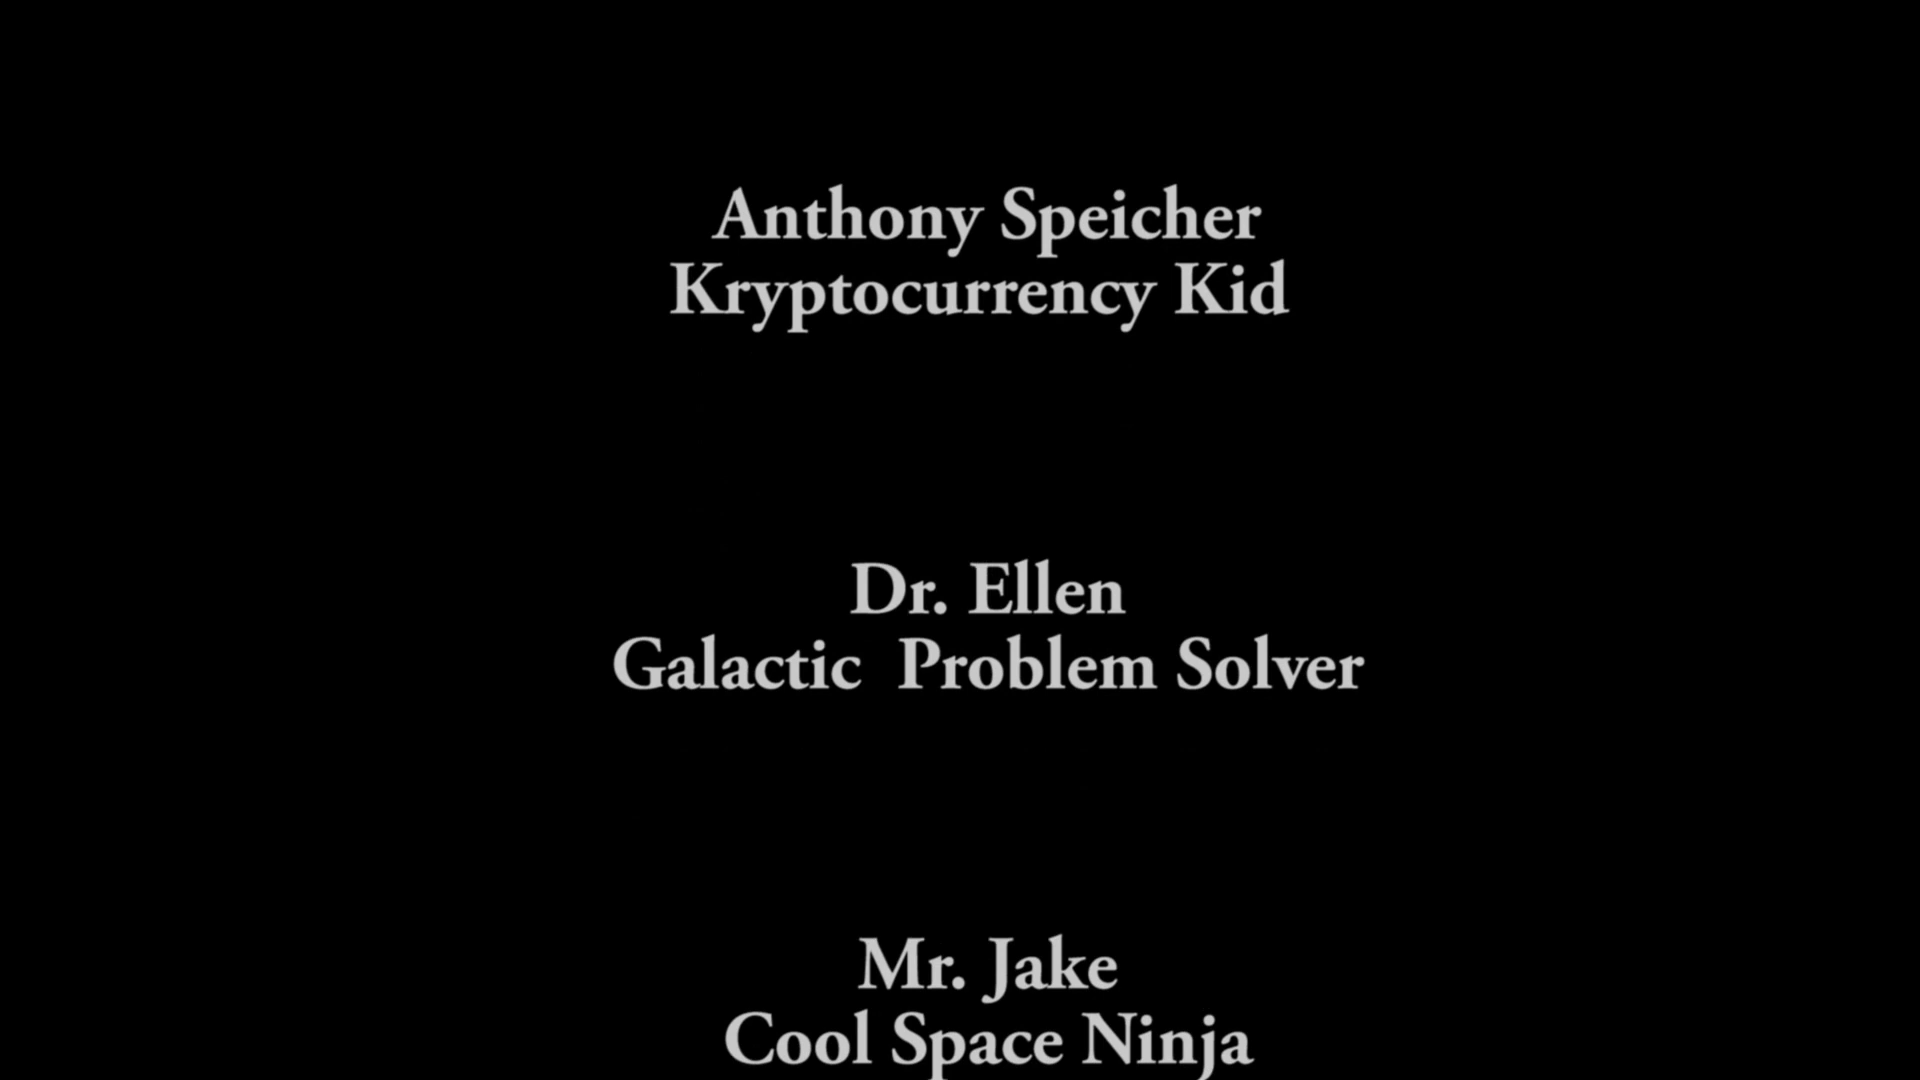 Anthony Speicher
Kryptocurrency Kid
Dr. Ellen
Galactic  Problem Solver
Mr. Jake
Cool Space Ninja